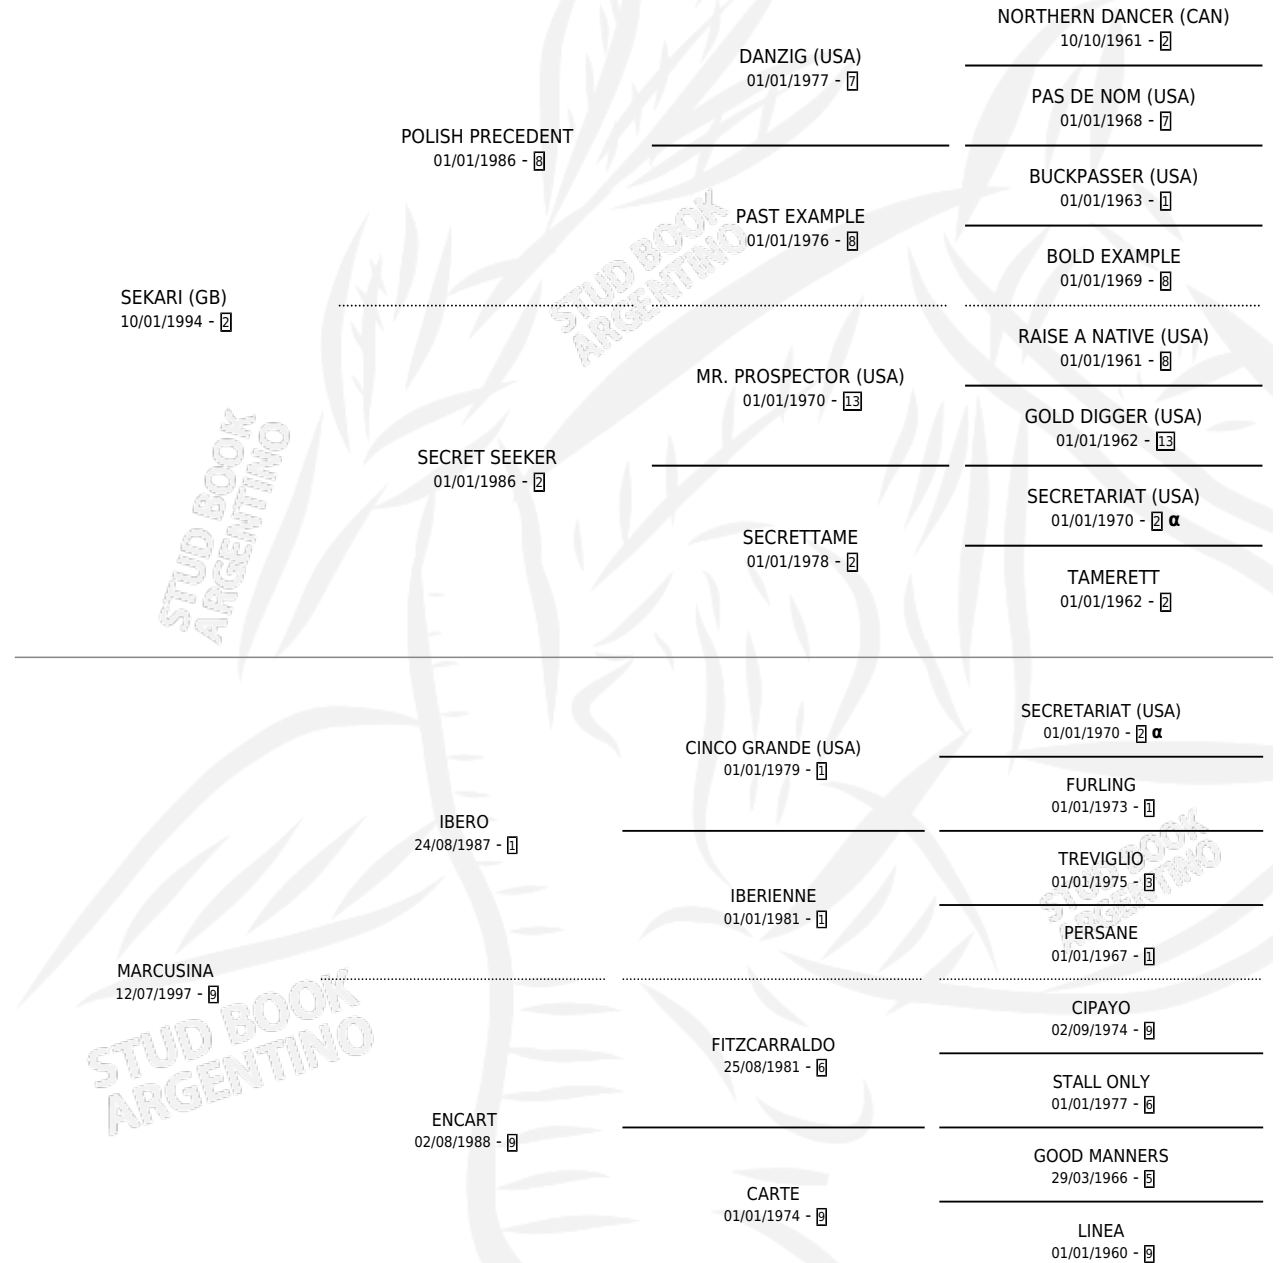 NORTHERN DANCER (CAN)
10/10/1961 - 2
DANZIG (USA)
01/01/1977 - 7
PAS DE NOM (USA)
01/01/1968 - 7
POLISH PRECEDENT
01/01/1986 - 8
BUCKPASSER (USA)
01/01/1963 - 1
PAST EXAMPLE
01/01/1976 - 8
BOLD EXAMPLE
01/01/1969 - 8
SEKARI (GB)
10/01/1994 - 2
RAISE A NATIVE (USA)
01/01/1961 - 8
MR. PROSPECTOR (USA)
01/01/1970 - 13
GOLD DIGGER (USA)
01/01/1962 - 13
SECRET SEEKER
01/01/1986 - 2
SECRETARIAT (USA)
01/01/1970 - 2 α
SECRETTAME
01/01/1978 - 2
TAMERETT
01/01/1962 - 2
SECRETARIAT (USA)
01/01/1970 - 2 α
CINCO GRANDE (USA)
01/01/1979 - 1
FURLING
01/01/1973 - 1
IBERO
24/08/1987 - 1
TREVIGLIO
01/01/1975 - 3
IBERIENNE
01/01/1981 - 1
PERSANE
01/01/1967 - 1
MARCUSINA
12/07/1997 - 9
CIPAYO
02/09/1974 - 9
FITZCARRALDO
25/08/1981 - 6
STALL ONLY
01/01/1977 - 6
ENCART
02/08/1988 - 9
GOOD MANNERS
29/03/1966 - 5
CARTE
01/01/1974 - 9
LINEA
01/01/1960 - 9
STUD BOOK
ARGENTINO
STUD BOOK
ARGENTINO
STUD BOOK
ARGENTINO
STUD BOOK
ARGENTINO